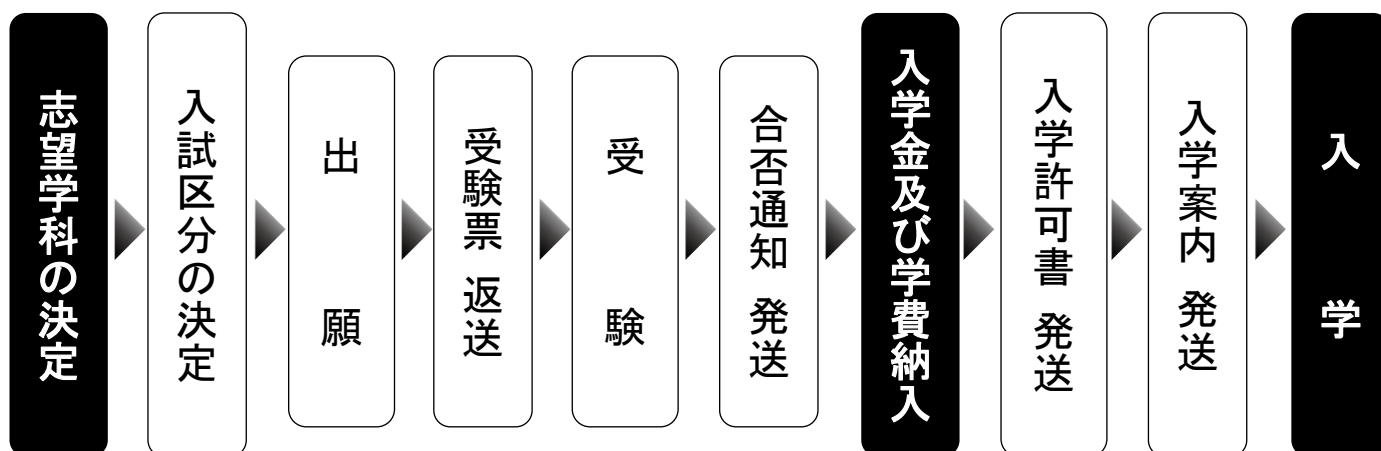 志望学科の決定
入試区分の決定
出願
受験票 返送
受験
合否通知 発送
入学金及び学費納入
入学許可書 発送
入学案内 発送
入学